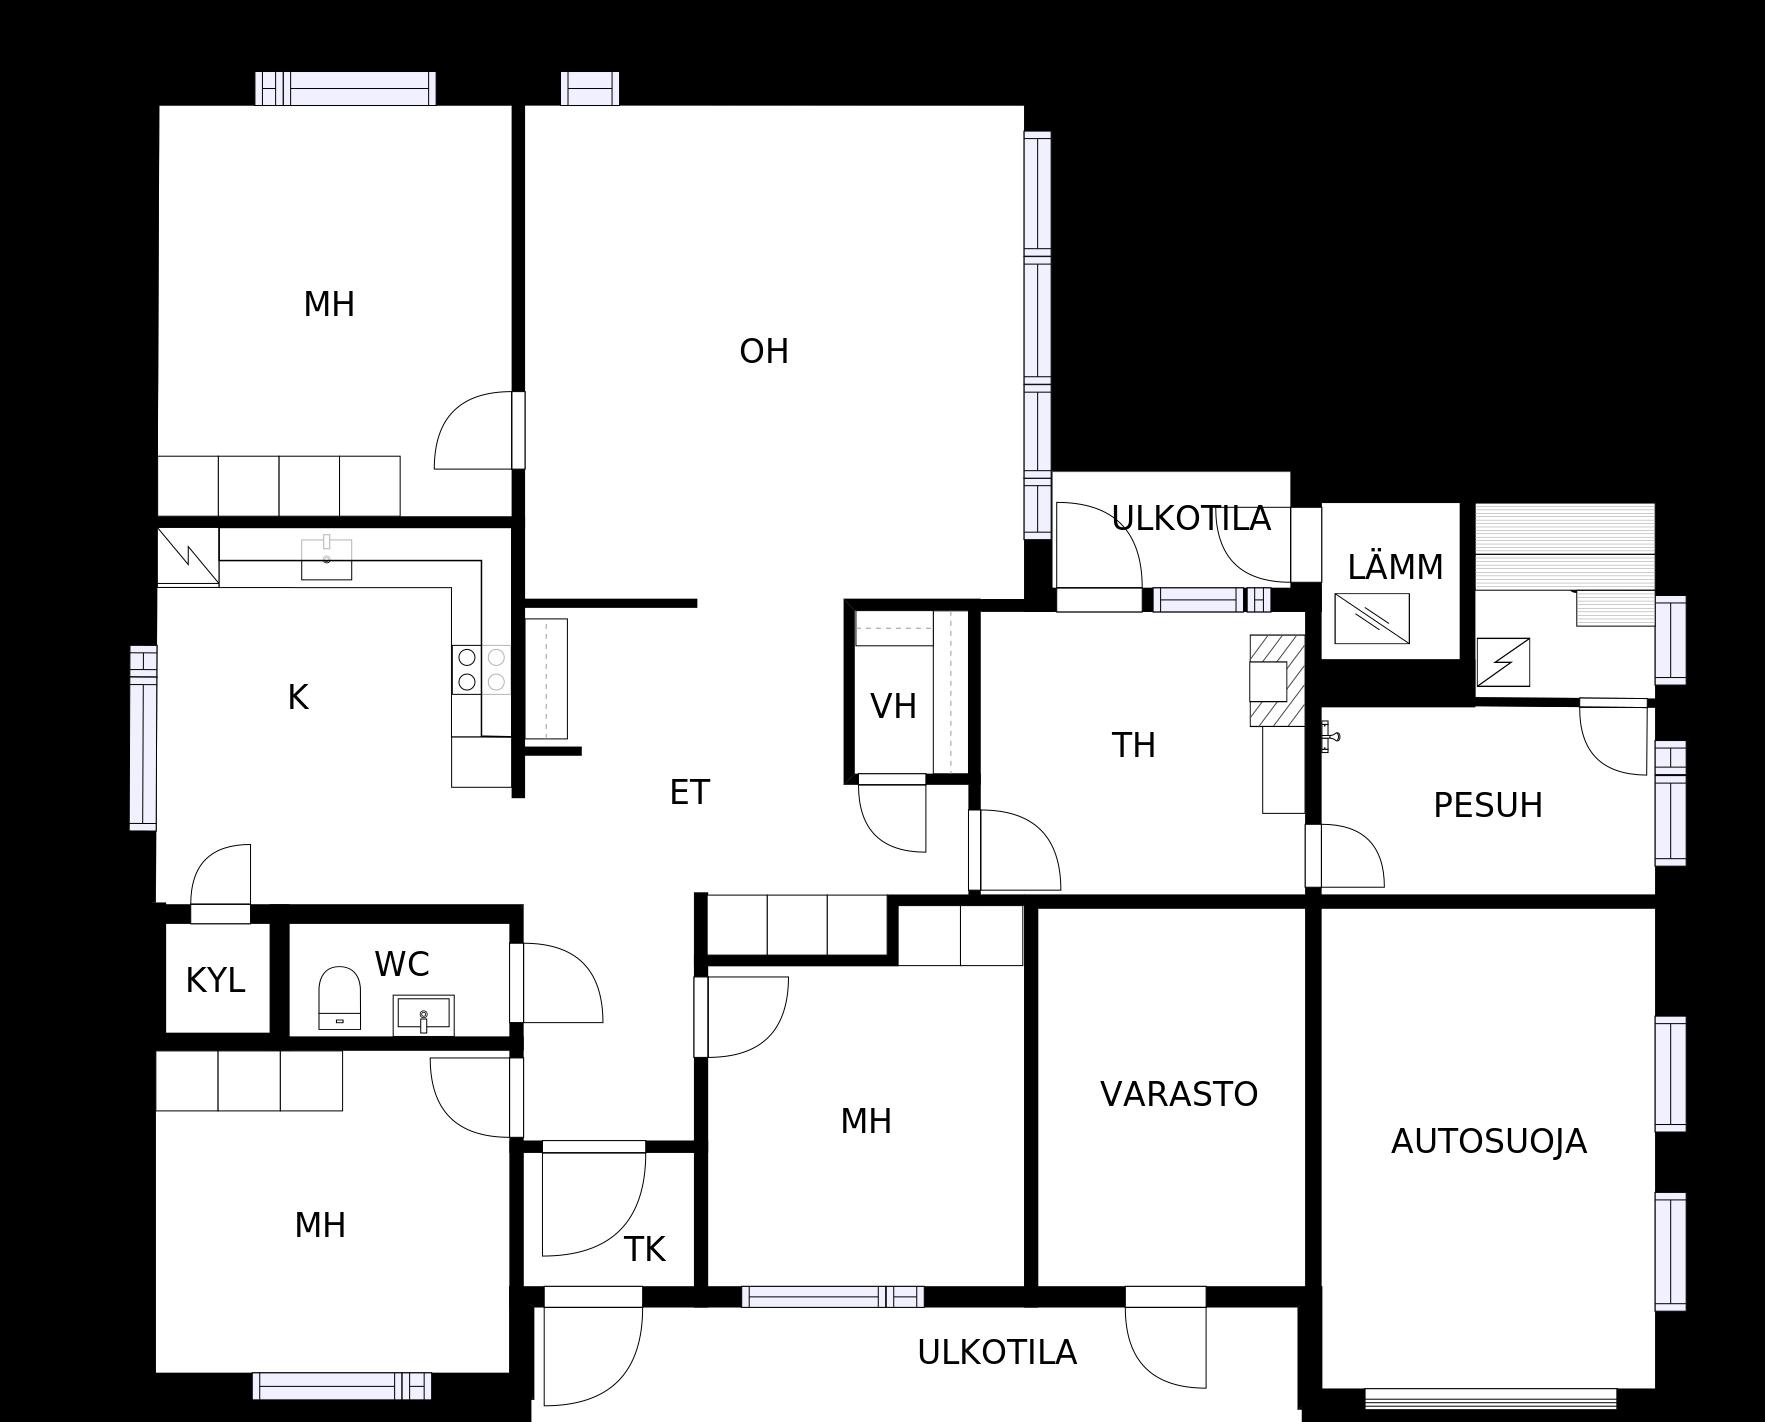 MH
OH
ULKOTILA
LÄMM
K
VH
TH
ET
PESUH
WC
KYL
MH
VARASTO
AUTOSUOJA
MH
TK
ULKOTILA